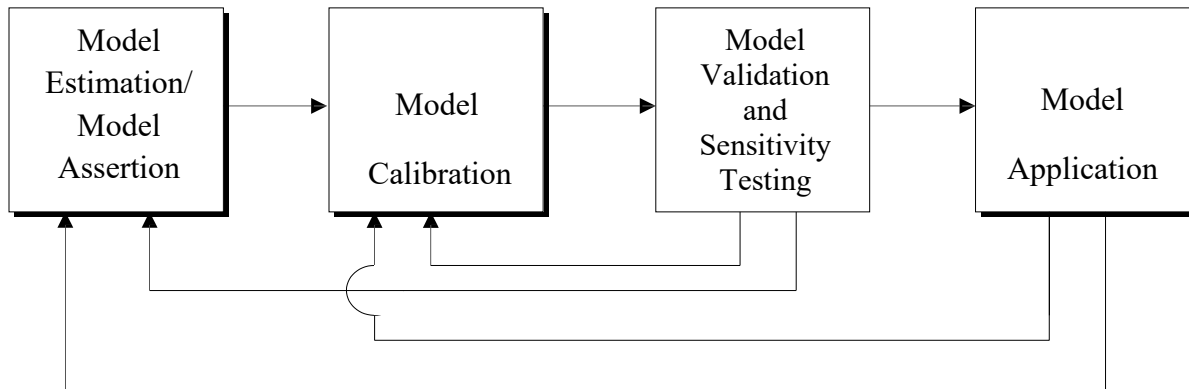 Model
Estimation/
Model
Assertion
Model
Calibration
Model
Validation
and
Sensitivity
Testing
Model
Application